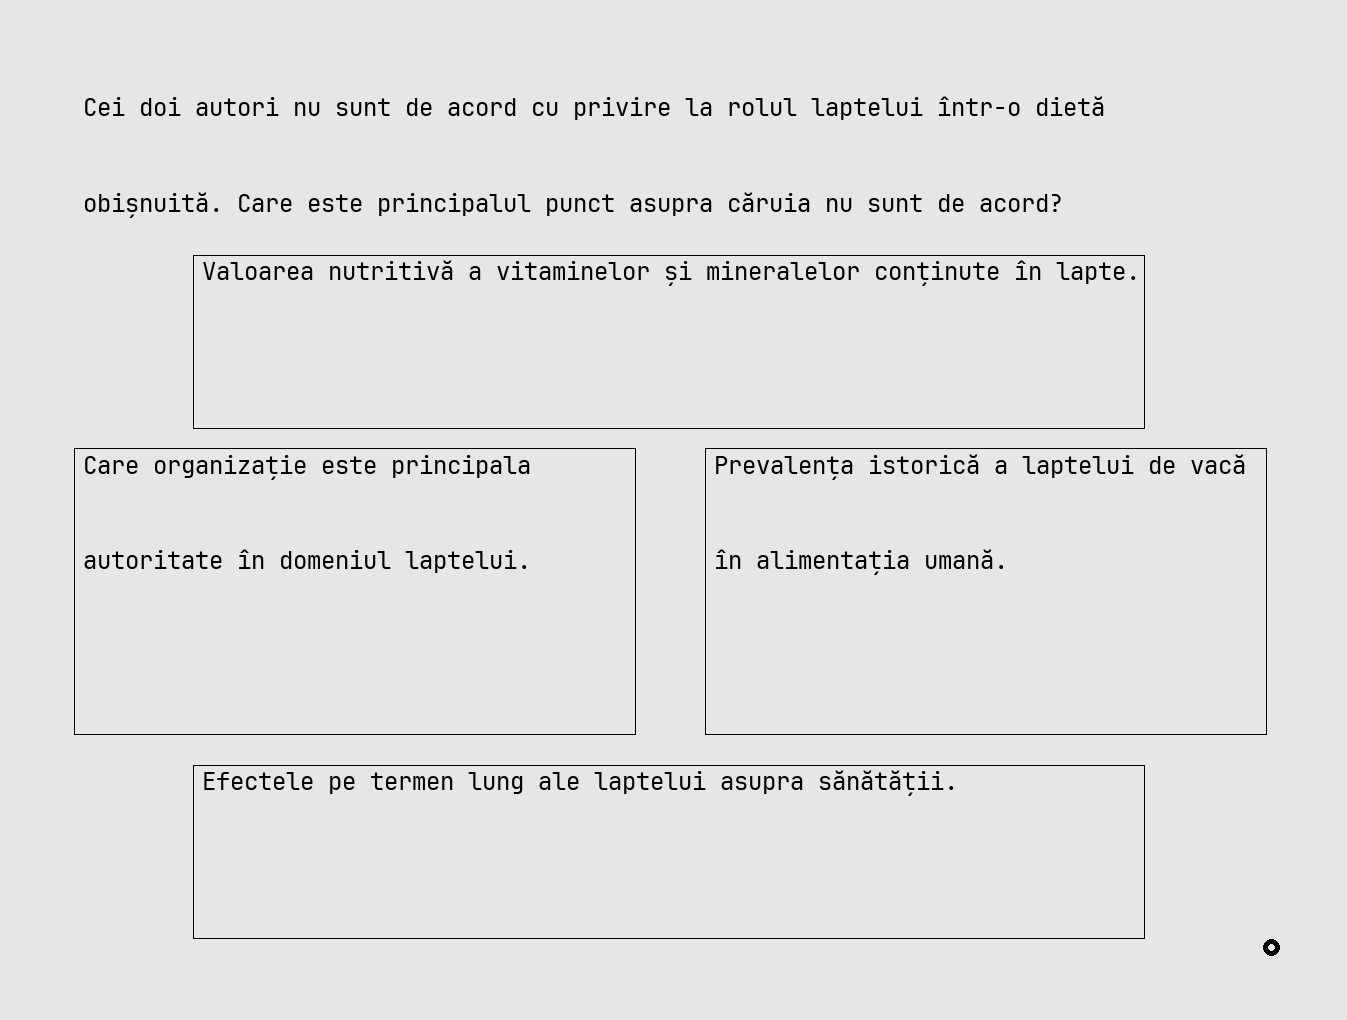 Cei doi autori nu sunt de acord cu privire la rolul laptelui într-o dietă
obișnuită. Care este principalul punct asupra căruia nu sunt de acord?
Valoarea nutritivă a vitaminelor și mineralelor conținute în lapte.
Care organizație este principala
autoritate în domeniul laptelui.
Prevalența istorică a laptelui de vacă
în alimentația umană.
Efectele pe termen lung ale laptelui asupra sănătății.